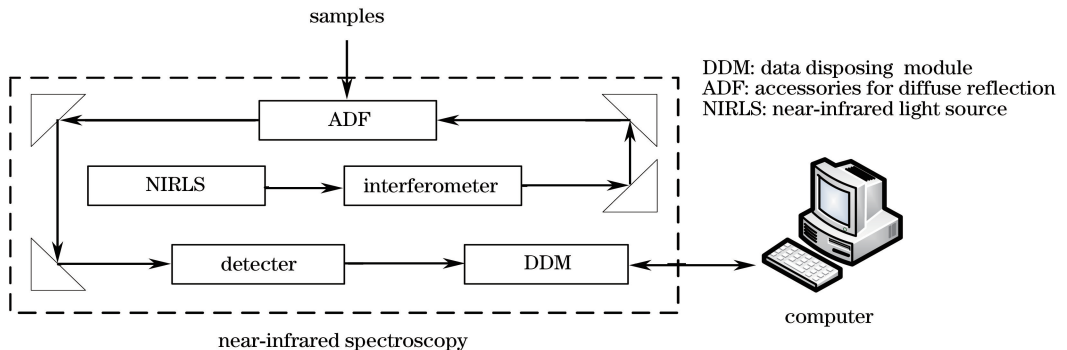 samples
DDM: data disposing module
ADF: accessories for diffuse reflection
NIRLS: near-infrared light source
ADF
NIRLS
interferometer
detecter
DDM
computer
near-infrared spectroscopy